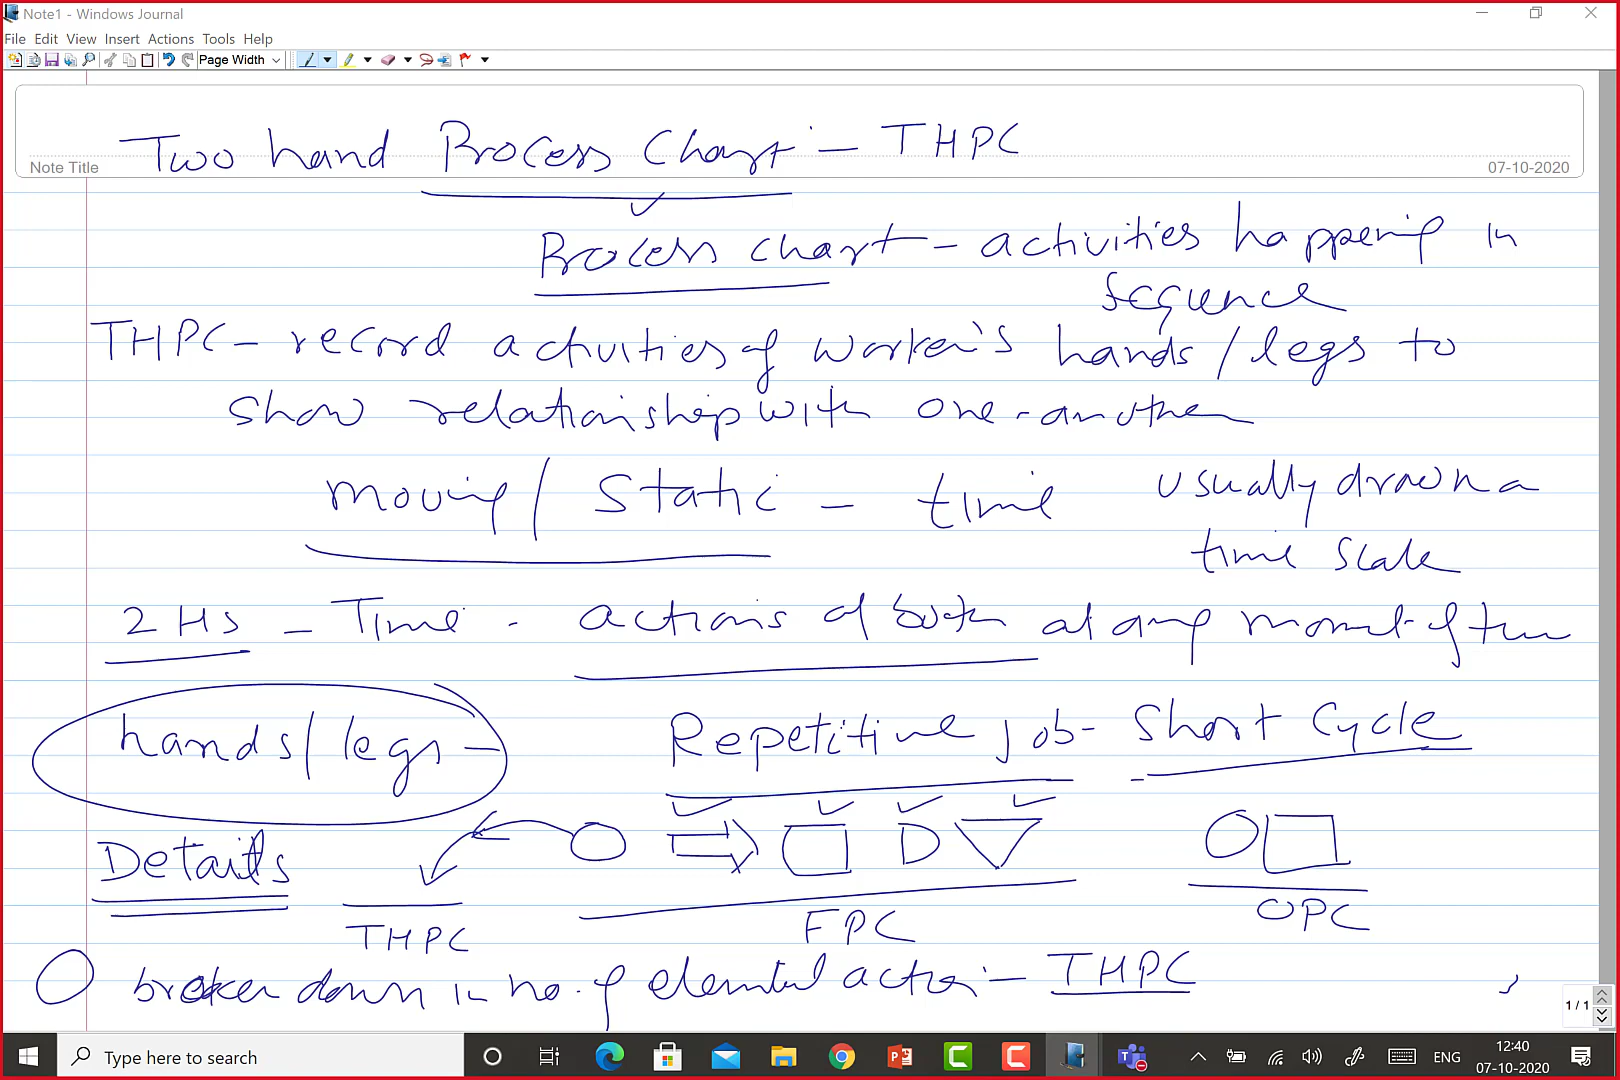 Note1 - Windows Journal
File Edit View Insert Actions Tools Help
Page Width
Two hand Process Chart - THPC
Note Title
07-10-2020
Process chart - activities happening in
sequence
THPC - record activities of worker's hands/legs to
show relationship with one-another
moving/static - time
usually drawn a
time scale
2 Hs - Time - actions of both at any moment of time
hands/legs -
Repetitive job - Short Cycle
Details
THPC
FPC
OPC
broken down in no. of elemental action - THPC
1 / 1
Type here to search
ENG
12:40
07-10-2020